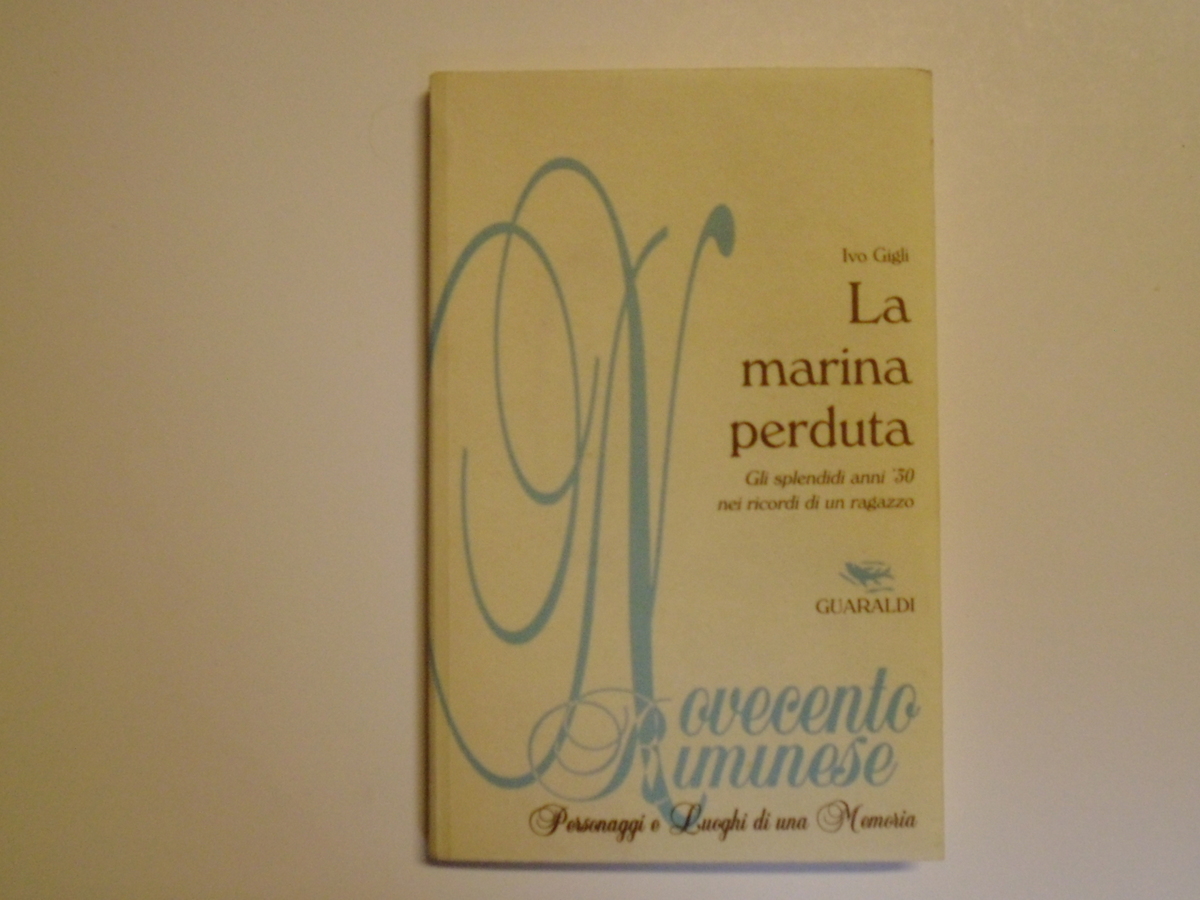 Ivo Gigli
La
marina
perduta
Gli splendidi anni '30
nei ricordi di un ragazzo
GUARALDI
Novecento
Riminese
Personaggi e Luoghi di una Memoria